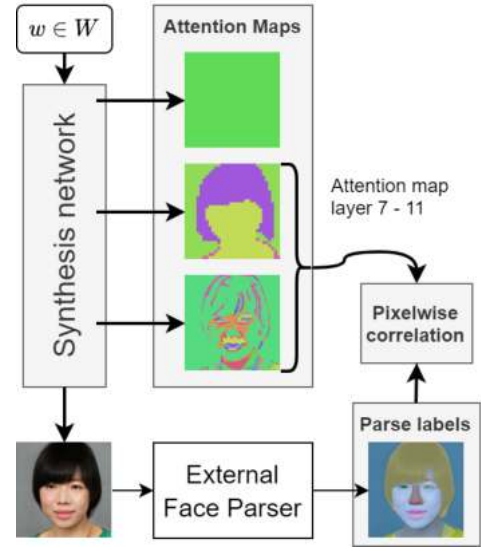 w ∈ W
Attention Maps
Synthesis network
Attention map
layer 7 - 11
Pixelwise
correlation
Parse labels
External
Face Parser